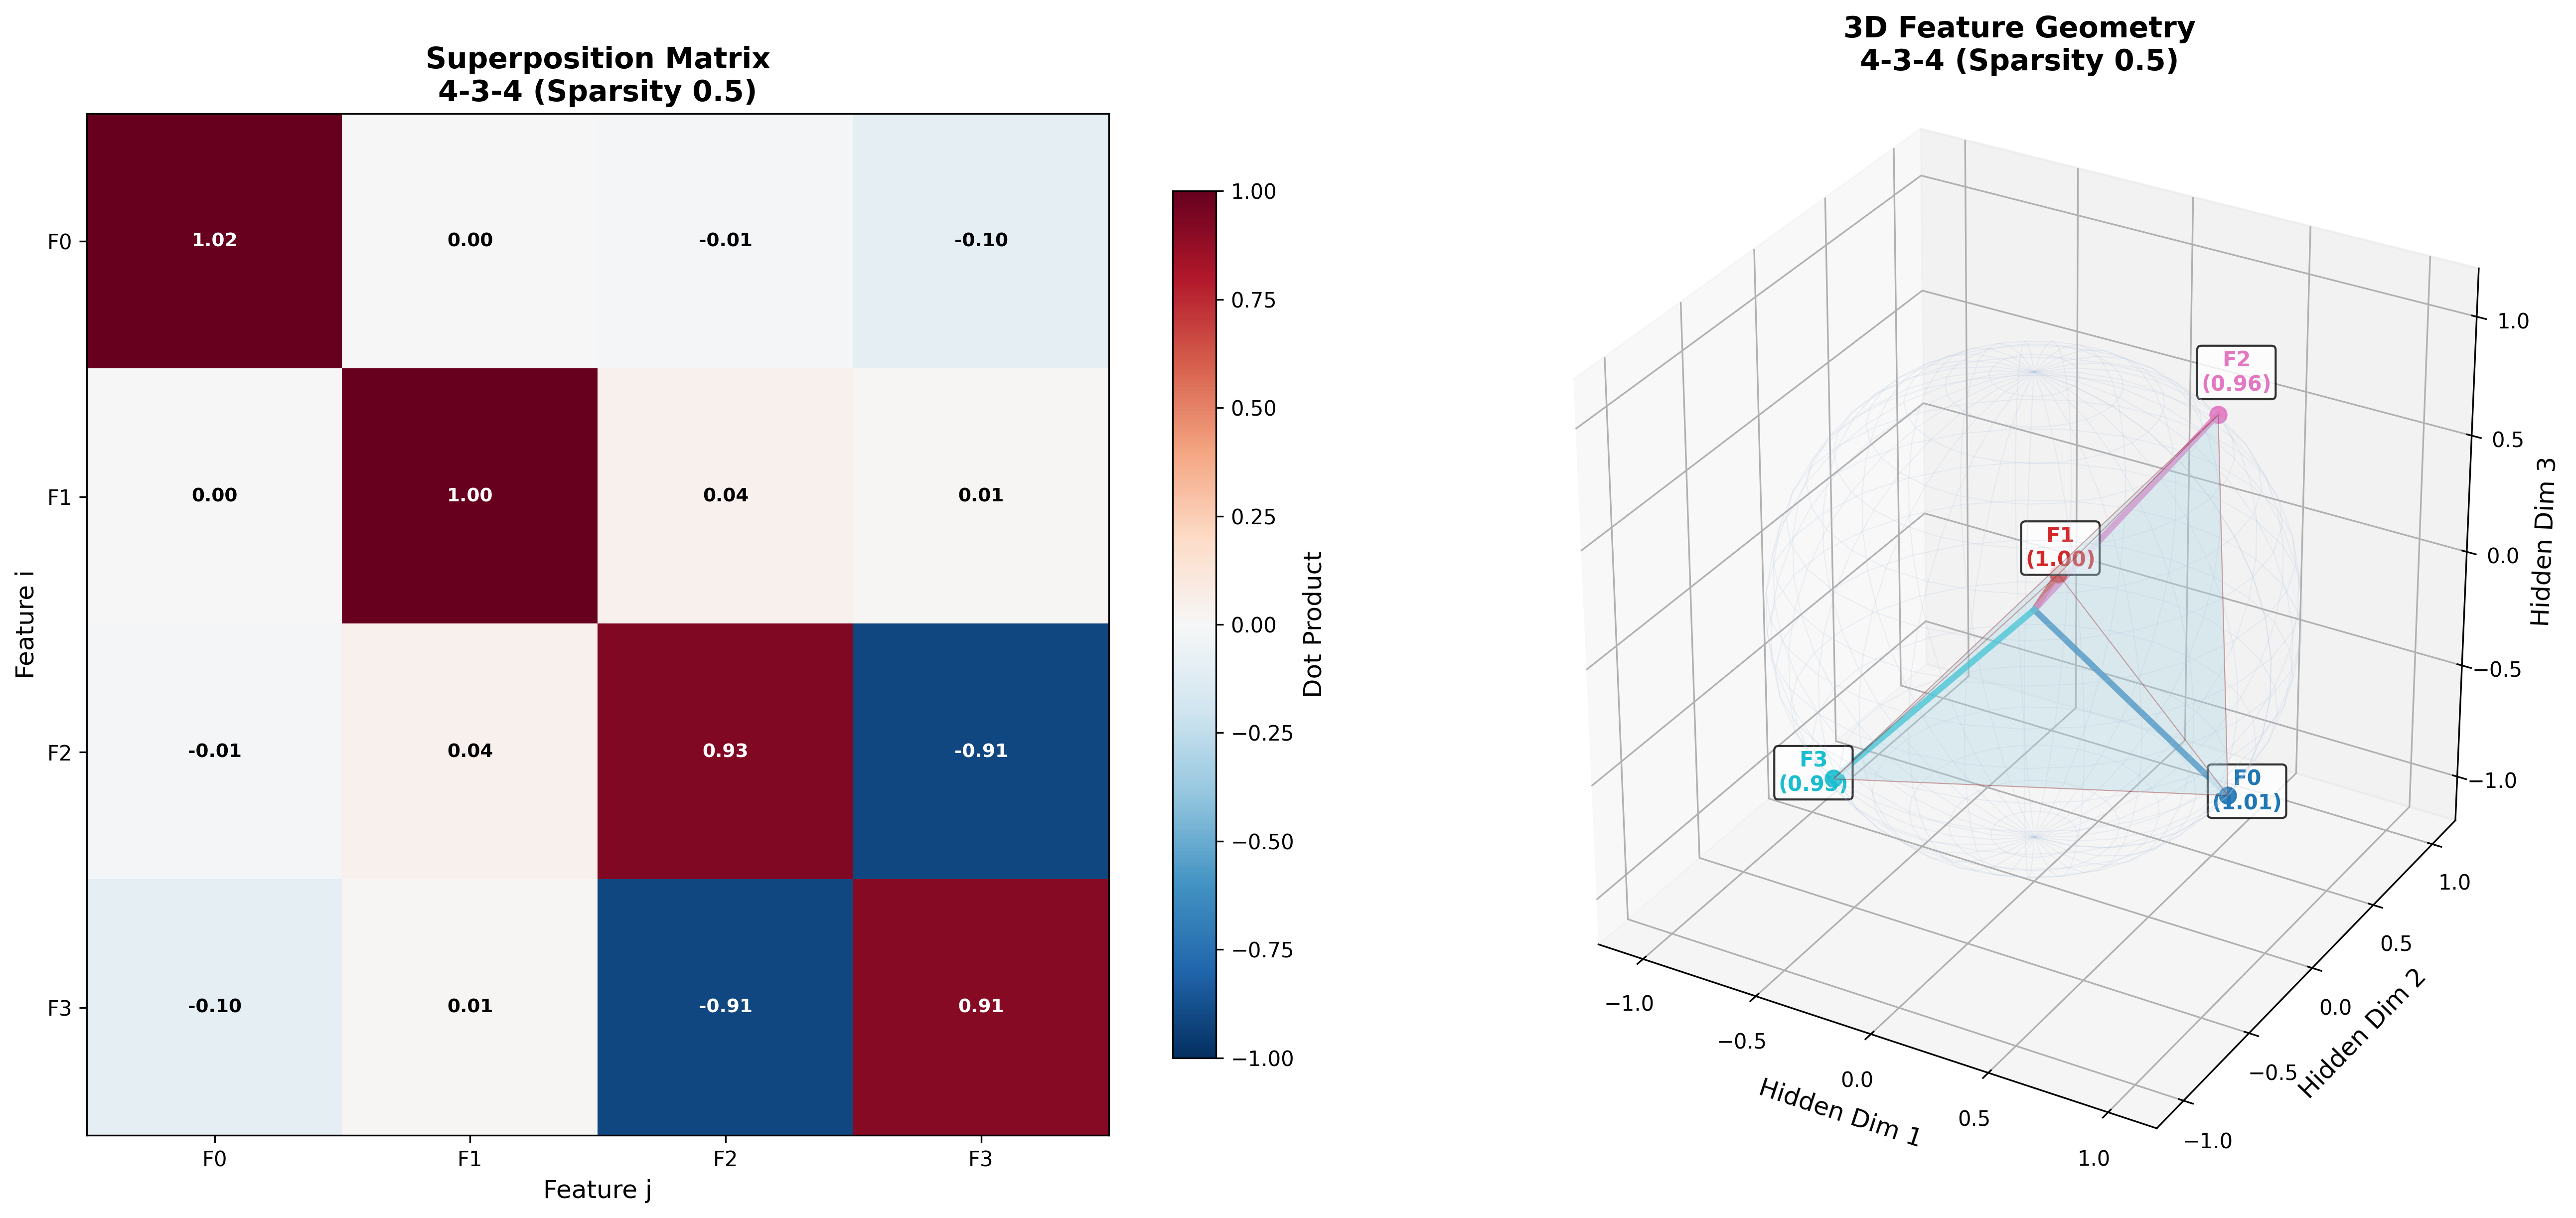 Superposition Matrix
4-3-4 (Sparsity 0.5)
F0
F1
F2
F3
Feature i
1.02
0.00
-0.01
-0.10
0.00
1.00
0.04
0.01
-0.01
0.04
0.93
-0.91
-0.10
0.01
-0.91
0.91
F0
F1
F2
F3
Feature j
1.00
0.75
0.50
0.25
0.00
−0.25
−0.50
−0.75
−1.00
Dot Product
3D Feature Geometry
4-3-4 (Sparsity 0.5)
F2
(0.96)
F1
(1.00)
F3
F0
(1.01)
1.0
0.5
0.0
−0.5
−1.0
Hidden Dim 3
1.0
0.5
0.0
−0.5
−1.0
Hidden Dim 2
−1.0
−0.5
0.0
0.5
1.0
Hidden Dim 1